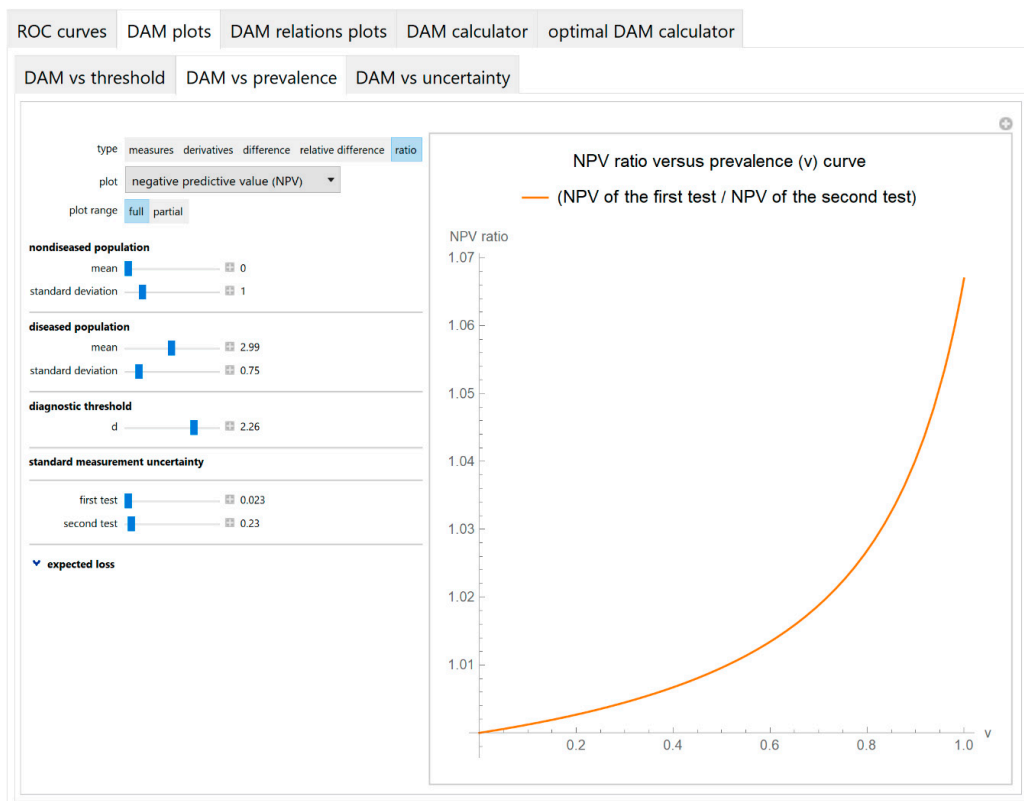 ROC curves DAM plots DAM relations plots DAM calculator optimal DAM calculator
DAM vs threshold DAM vs prevalence DAM vs uncertainty
type measures derivatives difference relative difference ratio
plot negative predictive value (NPV)
plot range full partial
nondiseased population
mean 0
standard deviation 1
diseased population
mean 2.99
standard deviation 0.75
diagnostic threshold
d 2.26
standard measurement uncertainty
first test 0.023
second test 0.23
expected loss
NPV ratio versus prevalence (v) curve
(NPV of the first test / NPV of the second test)
NPV ratio
1.07
1.06
1.05
1.04
1.03
1.02
1.01
0.2 0.4 0.6 0.8 1.0 v